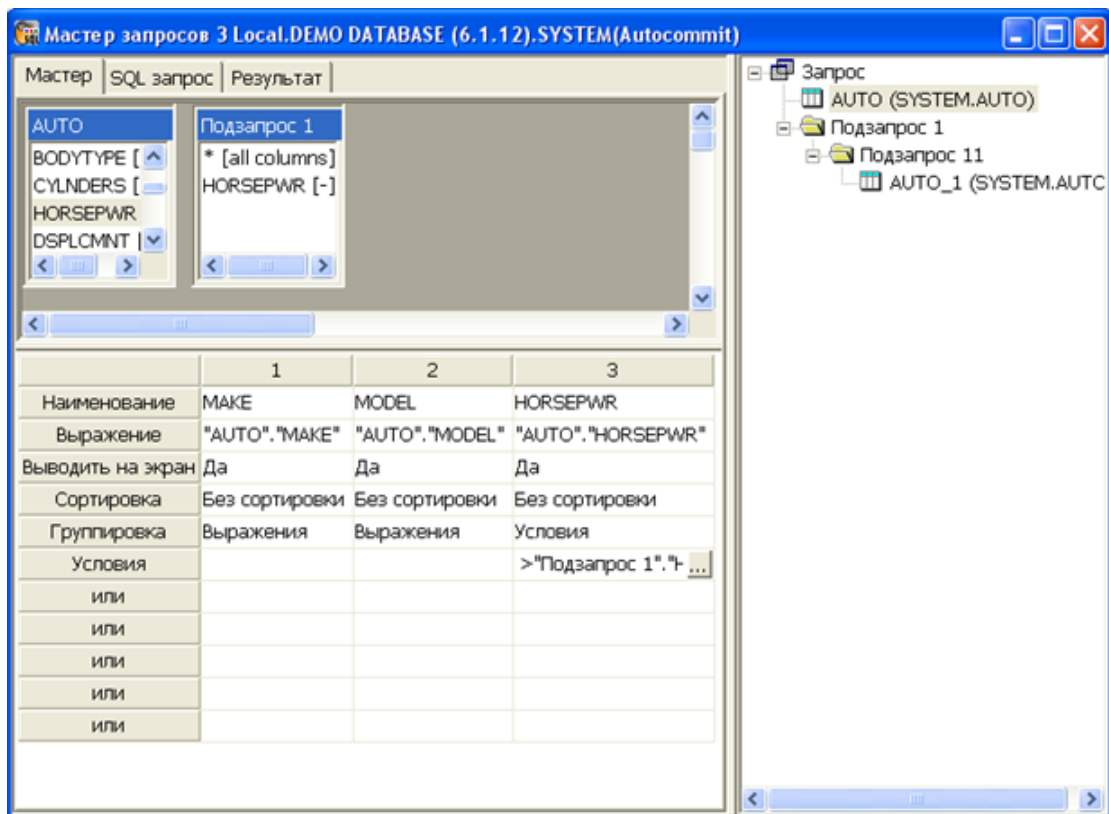 Мастер запросов 3 Local.DEMO DATABASE (6.1.12).SYSTEM(Autocommit)
Мастер SQL запрос Результат
AUTO
BODYTYPE [
CYLNDERS [
HORSEPWR
DSPLCMNT [
Подзапрос 1
* [all columns]
HORSEPWR [-]
Запрос
AUTO (SYSTEM.AUTO)
Подзапрос 1
Подзапрос 11
AUTO_1 (SYSTEM.AUTC
1 2 3
Наименование MAKE MODEL HORSEPWR
Выражение "AUTO"."MAKE" "AUTO"."MODEL" "AUTO"."HORSEPWR"
Выводить на экран Да Да Да
Сортировка Без сортировки Без сортировки Без сортировки
Группировка Выражения Выражения Условия
Условия >"Подзапрос 1"."H ...
или
или
или
или
или